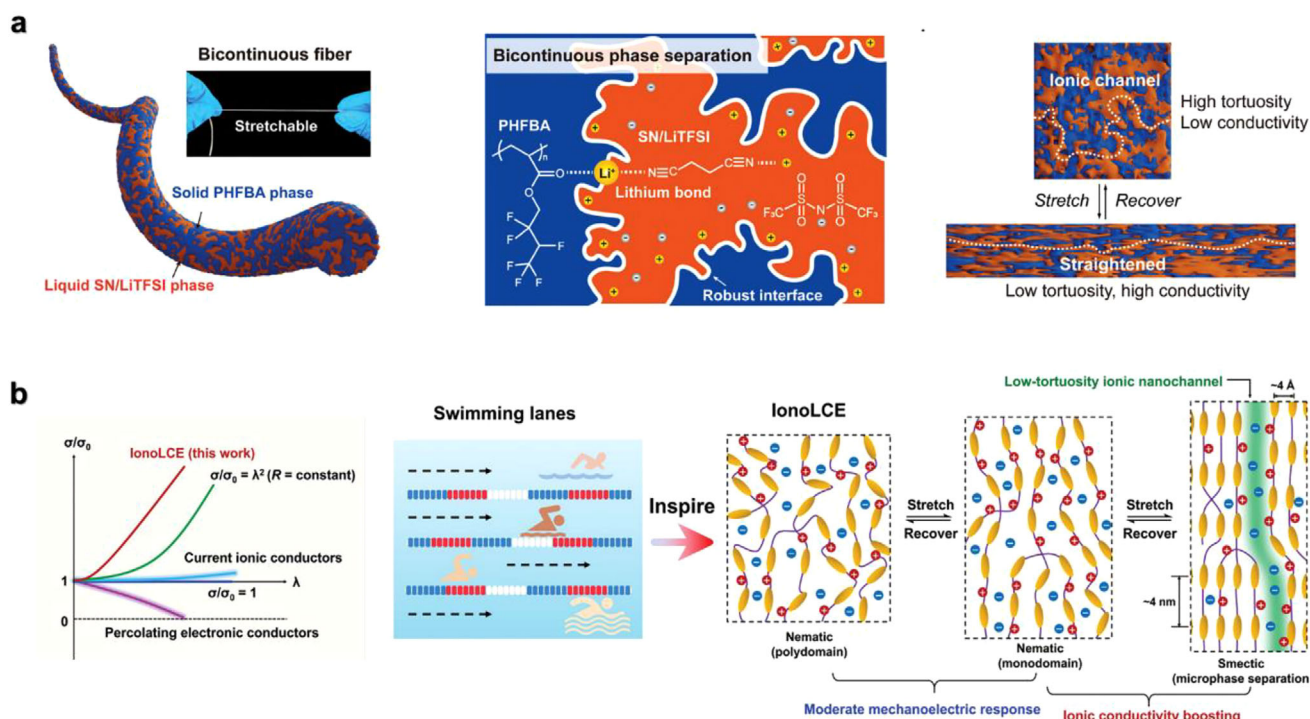 a
Bicontinuous fiber
Stretchable
Solid PHFBA phase
Liquid SN/LiTFSI phase
Bicontinuous phase separation
PHFBA
SN/LiTFSI
n
O
O
Li⁺
N≡
C≡N
Lithium bond
F
F
F
F
F
F
F
O
O
O
O
S
S
F₃C
N
CF₃
Robust interface
Ionic channel
High tortuosity
Low conductivity
Stretch
Recover
Straightened
Low tortuosity, high conductivity
b
σ/σ₀
IonoLCE (this work)
σ/σ₀ = λ² (R = constant)
Current ionic conductors
1
λ
σ/σ₀ = 1
0
Percolating electronic conductors
Swimming lanes
Inspire
IonoLCE
Nematic
(polydomain)
Stretch
Recover
Nematic
(monodomain)
Stretch
Recover
Low-tortuosity ionic nanochannel
~4 Å
~4 nm
Smectic
(microphase separation
Moderate mechanoelectric response
Ionic conductivity boosting